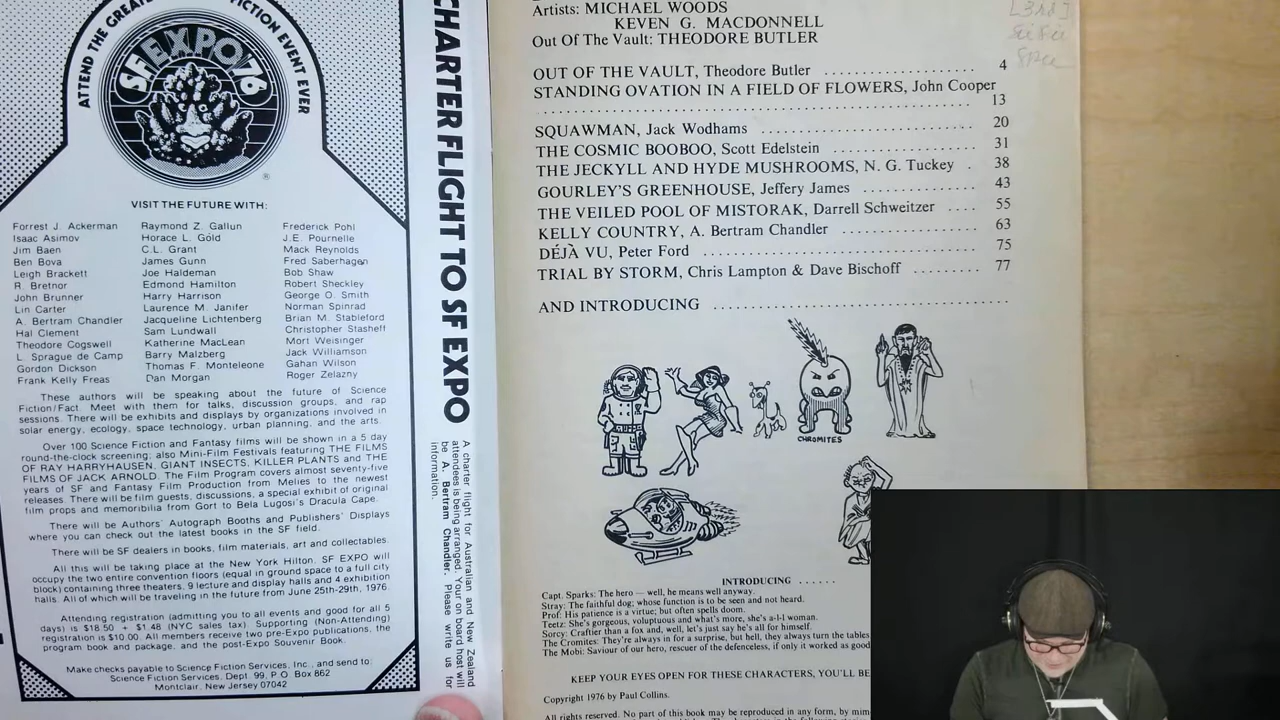 ATTEND THE GREATE
FICTION EVENT EVER
SFEXPO'76
®
VISIT THE FUTURE WITH:
Forrest J. Ackerman
Isaac Asimov
Jim Baen
Ben Bova
Leigh Brackett
R. Bretnor
John Brunner
Lin Carter
A. Bertram Chandler
Hal Clement
Theodore Cogswell
L. Sprague de Camp
Gordon Dickson
Frank Kelly Freas
Raymond Z. Gallun
Horace L. Gold
C.L. Grant
James Gunn
Joe Haldeman
Edmond Hamilton
Harry Harrison
Laurence M. Janifer
Jacqueline Lichtenberg
Sam Lundwall
Katherine MacLean
Barry Malzberg
Thomas F. Monteleone
Dan Morgan
Frederick Pohl
J.E. Pournelle
Mack Reynolds
Fred Saberhagen
Bob Shaw
Robert Sheckley
George O. Smith
Norman Spinrad
Brian M. Stableford
Christopher Stasheff
Mort Weisinger
Jack Williamson
Gahan Wilson
Roger Zelazny
These authors will be speaking about the future of Science
Fiction/Fact. Meet with them for talks, discussion groups, and rap
sessions. There will be exhibits and displays by organizations involved in
solar energy, ecology, space technology, urban planning, and the arts.
Over 100 Science Fiction and Fantasy films will be shown in a 5 day
round-the-clock screening; also Mini-Film Festivals featuring THE FILMS
OF RAY HARRYHAUSEN, GIANT INSECTS, KILLER PLANTS and THE
FILMS OF JACK ARNOLD. The Film Program covers almost seventy-five
years of SF and Fantasy Film Production from Melies to the newest
releases. There will be film guests, discussions, a special exhibit of original
film props and memoribilia from Gort to Bela Lugosi's Dracula Cape.
There will be Authors' Autograph Booths and Publishers' Displays
where you can check out the latest books in the SF field.
There will be SF dealers in books, film materials, art and collectables.
All this will be taking place at the New York Hilton. SF EXPO will
occupy the two entire convention floors (equal in ground space to a full city
block) containing three theaters, 9 lecture and display halls and 4 exhibition
halls. All of which will be traveling in the future from June 25th-29th, 1976.
Attending registration (admitting you to all events and good for all 5
days) is $18.50 + $1.48 (NYC sales tax). Supporting (Non-Attending)
registration is $10.00. All members receive two pre-Expo publications, the
program book and package, and the post-Expo Souvenir Book.
Make checks payable to Science Fiction Services, Inc., and send to:
Science Fiction Services, Dept. 99, P.O. Box 862
Montclair, New Jersey 07042
CHARTER FLIGHT TO SF EXPO
A charter flight for Australian and New Zealand
attendees is being arranged. Your on board host will
be A. Bertram Chandler. Please write us for
information.
Artists: MICHAEL WOODS
KEVEN G. MACDONNELL
Out Of The Vault: THEODORE BUTLER
[3rd]
OUT OF THE VAULT, Theodore Butler .................... 4
STANDING OVATION IN A FIELD OF FLOWERS, John Cooper
.......................................................... 13
SQUAWMAN, Jack Wodhams ........................... 20
THE COSMIC BOOBOO, Scott Edelstein .................. 31
THE JECKYLL AND HYDE MUSHROOMS, N. G. Tuckey . 38
GOURLEY'S GREENHOUSE, Jeffery James .............. 43
THE VEILED POOL OF MISTORAK, Darrell Schweitzer .... 55
KELLY COUNTRY, A. Bertram Chandler ................. 63
DÉJÀ VU, Peter Ford ................................... 75
TRIAL BY STORM, Chris Lampton & Dave Bischoff ......... 77
AND INTRODUCING .......................................
CHROMITES
INTRODUCING ......
Capt. Sparks: The hero — well, he means well anyway.
Stray: The faithful dog; whose function is to be seen and not heard.
Prof: His patience is a virtue; but often spells doom.
Teetz: She's gorgeous, voluptuous and what's more, she's a-l-l woman.
Sorcy: Craftier than a fox and, well, let's just say he's all for himself.
The Cromites: They're always in for a surprise, but hell, they always turn the tables
The Mobi: Saviour of our hero, rescuer of the defenceless, if only it worked as good
KEEP YOUR EYES OPEN FOR THESE CHARACTERS, YOU'LL BE
Copyright 1976 by Paul Collins.
All rights reserved. No part of this book may be reproduced in any form, by mim